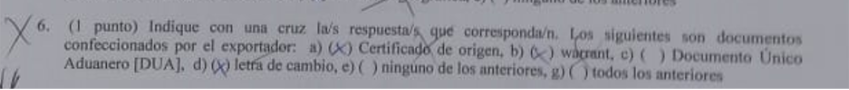 6. (1 punto) Indique con una cruz la/s respuesta/s que corresponda/n. Los siguientes son documentos
confeccionados por el exportador: a) (X) Certificado de origen, b) (X) warrant, c) ( ) Documento Único
Aduanero [DUA], d) (X) letra de cambio, e) ( ) ninguno de los anteriores, g) ( ) todos los anteriores